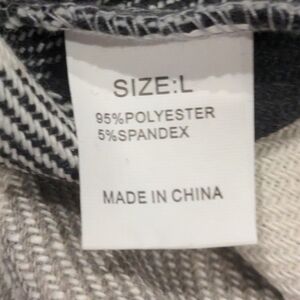 SIZE:L
95%POLYESTER
5%SPANDEX
MADE IN CHINA